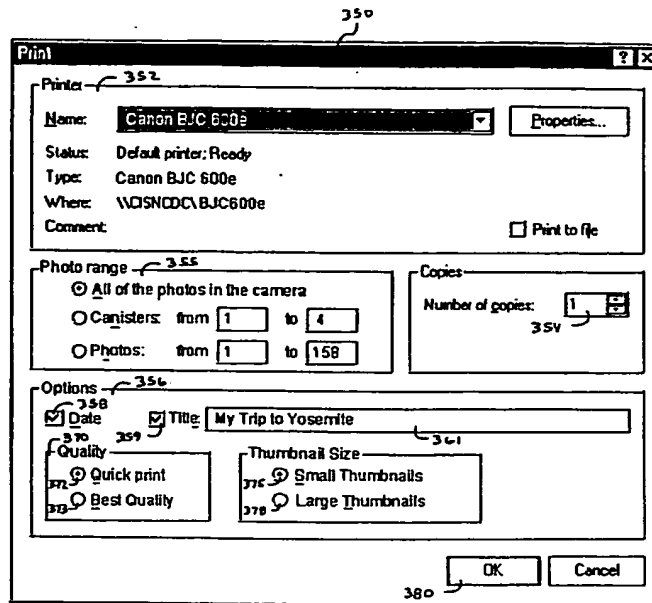 350
Print ? X
Printer 352
Name: Canon BJC 600e Properties...
Status: Default printer; Ready
Type: Canon BJC 600e
Where: \\CISNCDC\BJC600e
Comment: Print to file
Photo range 355 Copies
All of the photos in the camera
Number of copies: 1
354
Canisters: from 1 to 4
Photos: from 1 to 158
Options 356
358
Date 359 Title: My Trip to Yosemite
361
370
Quality Thumbnail Size
372 Quick print 376 Small Thumbnails
373 Best Quality 378 Large Thumbnails
OK Cancel
380